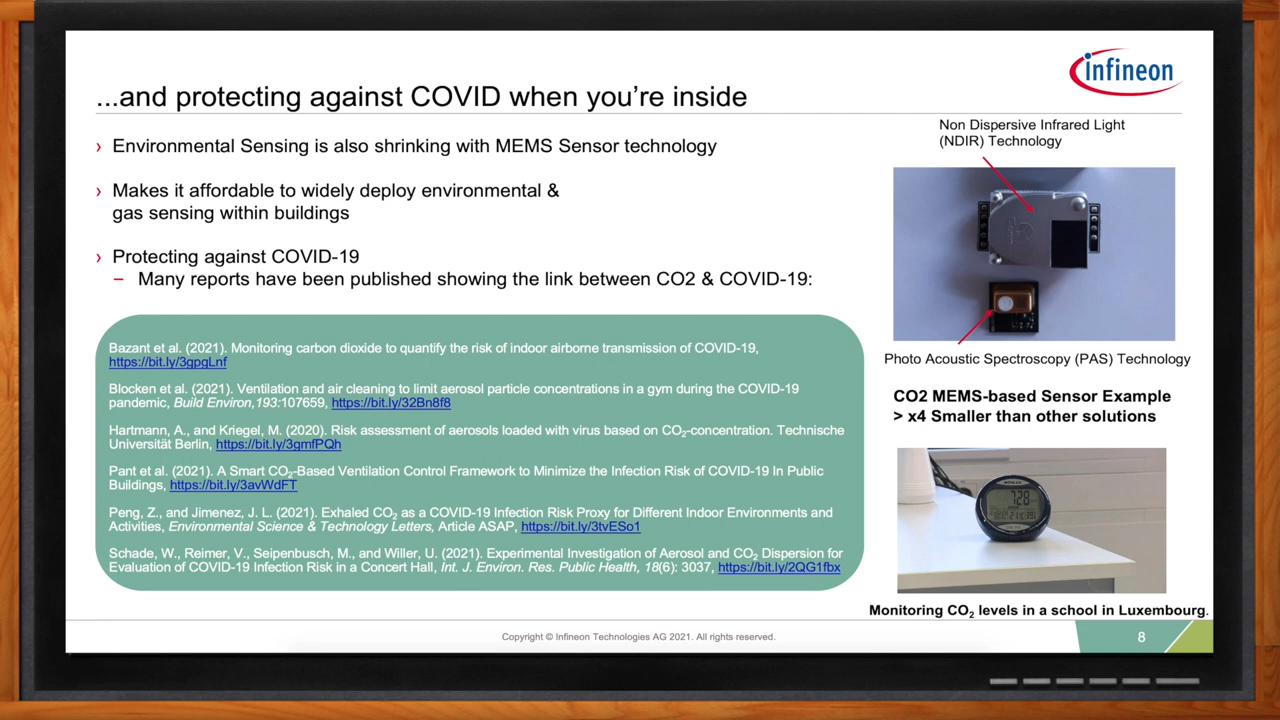 infineon
...and protecting against COVID when you're inside
› Environmental Sensing is also shrinking with MEMS Sensor technology
› Makes it affordable to widely deploy environmental &
gas sensing within buildings
› Protecting against COVID-19
– Many reports have been published showing the link between CO2 & COVID-19:
Bazant et al. (2021). Monitoring carbon dioxide to quantify the risk of indoor airborne transmission of COVID-19,
https://bit.ly/3gpgLnf
Blocken et al. (2021). Ventilation and air cleaning to limit aerosol particle concentrations in a gym during the COVID-19
pandemic, Build Environ,193:107659, https://bit.ly/32Bn8f8
Hartmann, A., and Kriegel, M. (2020). Risk assessment of aerosols loaded with virus based on CO₂-concentration. Technische
Universität Berlin, https://bit.ly/3gmfPQh
Pant et al. (2021). A Smart CO₂-Based Ventilation Control Framework to Minimize the Infection Risk of COVID-19 In Public
Buildings, https://bit.ly/3avWdFT
Peng, Z., and Jimenez, J. L. (2021). Exhaled CO₂ as a COVID-19 Infection Risk Proxy for Different Indoor Environments and
Activities, Environmental Science & Technology Letters, Article ASAP, https://bit.ly/3tvESo1
Schade, W., Reimer, V., Seipenbusch, M., and Willer, U. (2021). Experimental Investigation of Aerosol and CO₂ Dispersion for
Evaluation of COVID-19 Infection Risk in a Concert Hall, Int. J. Environ. Res. Public Health, 18(6): 3037, https://bit.ly/2QG1fbx
Non Dispersive Infrared Light
(NDIR) Technology
Photo Acoustic Spectroscopy (PAS) Technology
CO2 MEMS-based Sensor Example
> x4 Smaller than other solutions
728
Monitoring CO₂ levels in a school in Luxembourg.
Copyright © Infineon Technologies AG 2021. All rights reserved.
8